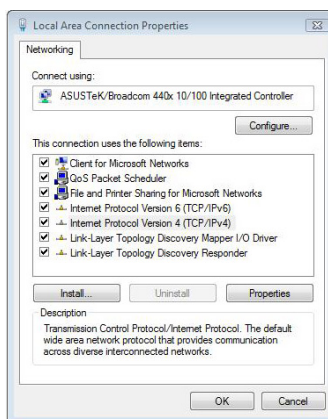 Local Area Connection Properties
Networking
Connect using:
ASUSTeK/Broadcom 440x 10/100 Integrated Controller
Configure...
This connection uses the following items:
Client for Microsoft Networks
QoS Packet Scheduler
File and Printer Sharing for Microsoft Networks
Internet Protocol Version 6 (TCP/IPv6)
Internet Protocol Version 4 (TCP/IPv4)
Link-Layer Topology Discovery Mapper I/O Driver
Link-Layer Topology Discovery Responder
Install... Uninstall Properties
Description
Transmission Control Protocol/Internet Protocol. The default
wide area network protocol that provides communication
across diverse interconnected networks.
OK Cancel